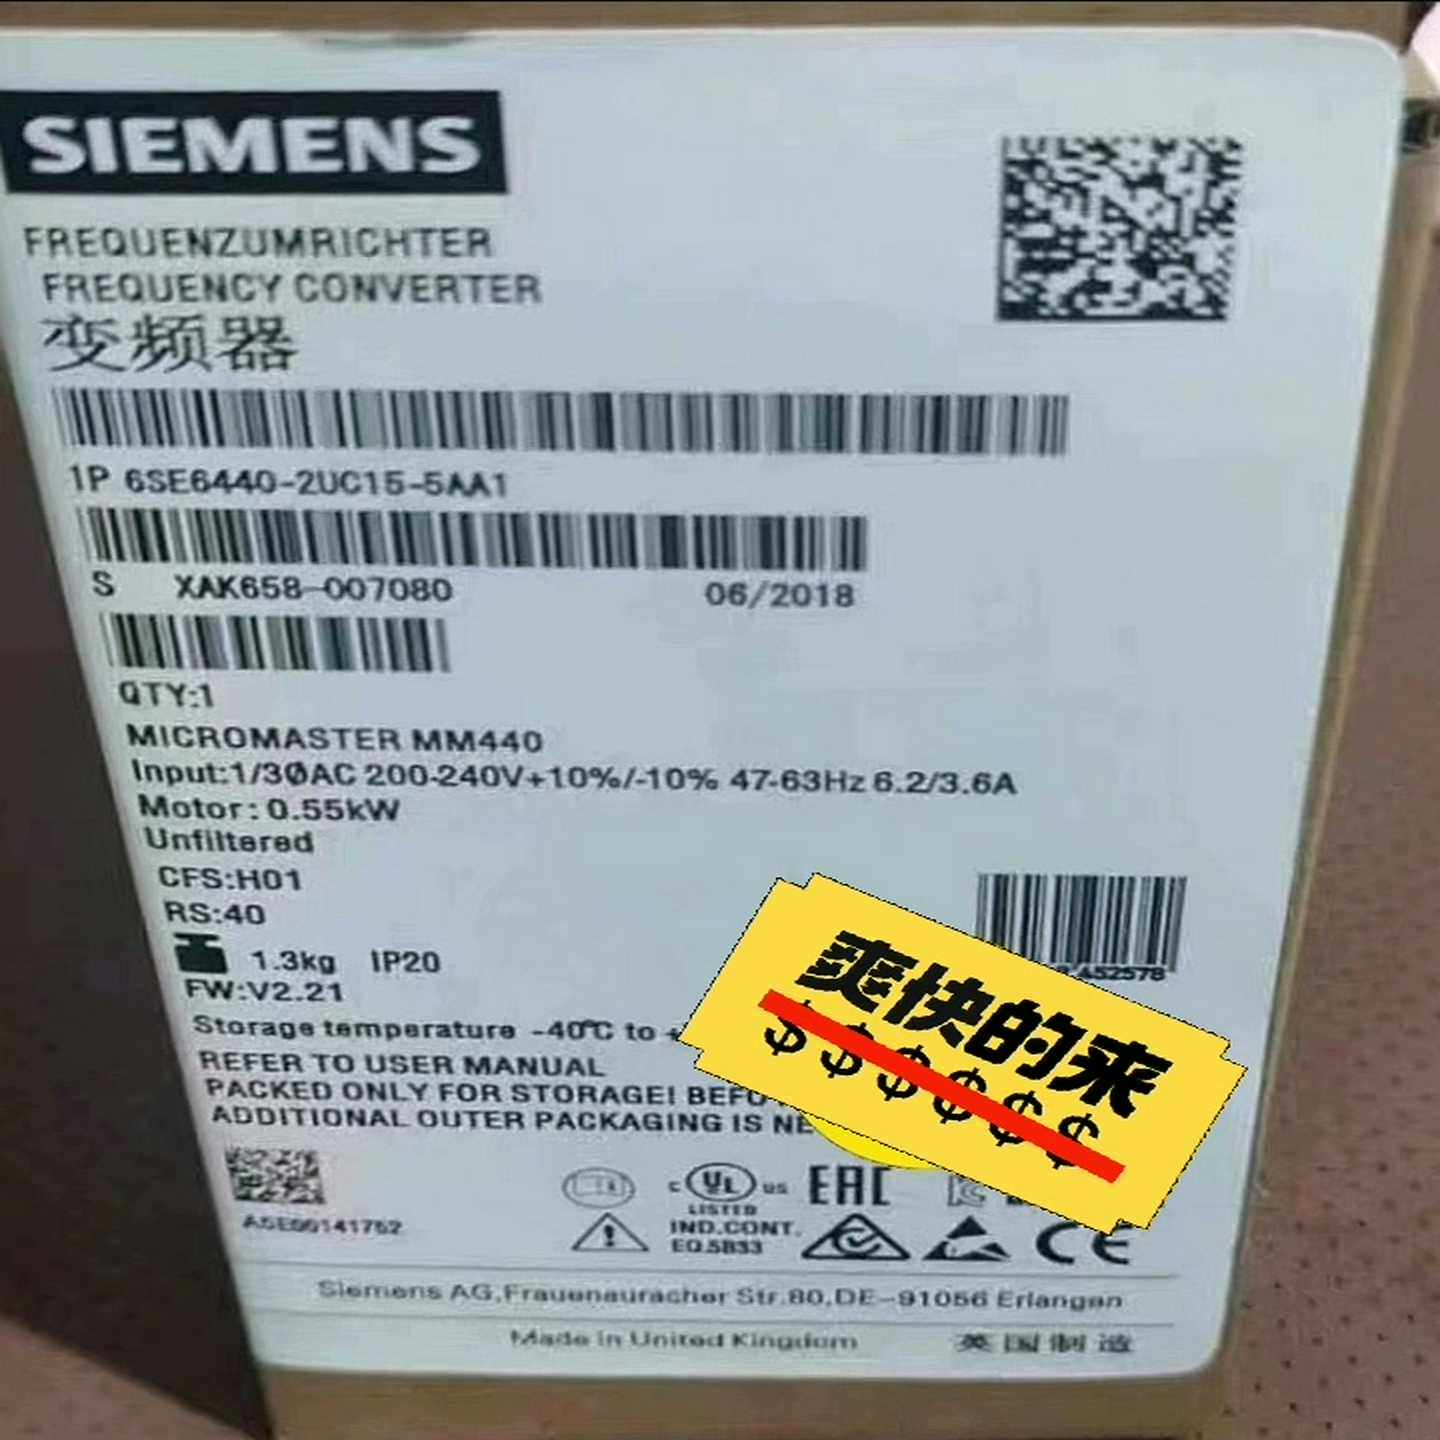 SIEMENS
FREQUENZUMRICHTER
FREQUENCY CONVERTER
变频器
1P 6SE6440-2UC15-5AA1
S XAK658-007080 06/2018
QTY:1
MICROMASTER MM440
Input:1/3ØAC 200-240V+10%/-10% 47-63Hz 6.2/3.6A
Motor: 0.55kW
Unfiltered
CFS:H01
RS:40
1.3kg IP20
A52578
FW:V2.21
Storage temperature -40℃ to +
REFER TO USER MANUAL
PACKED ONLY FOR STORAGE!
ADDITIONAL OUTER PACKAGING IS
爽快的来
$$$$$$
A5E00141752
C UL US
LISTED
EAC
IND.CONT.
EQ.5B33
CE
Siemens AG,Frauenauracher Str.80,DE-91056 Erlangen
Made in United Kingdom 英国制造